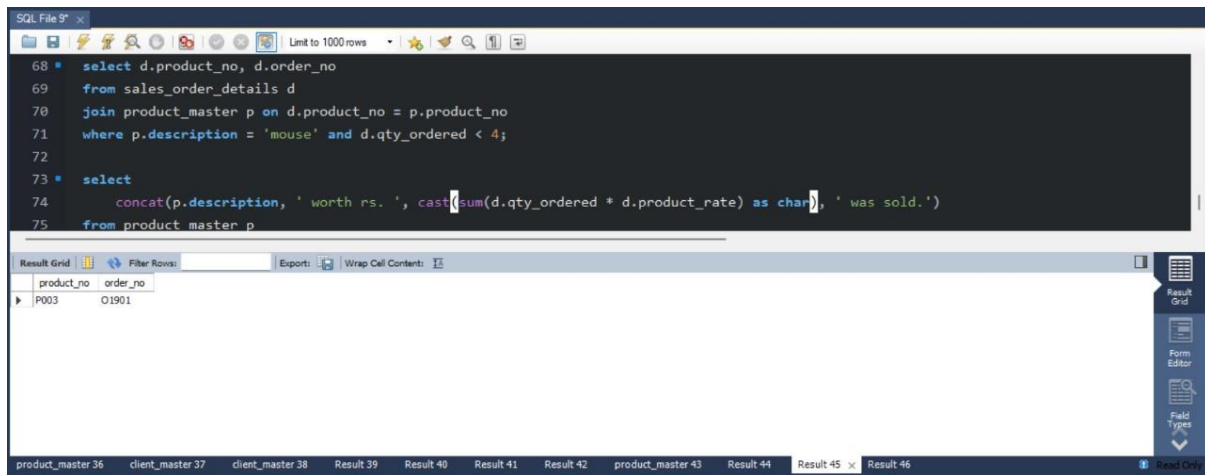 SQL File 9*
Limit to 1000 rows
68 select d.product_no, d.order_no
69 from sales_order_details d
70 join product_master p on d.product_no = p.product_no
71 where p.description = 'mouse' and d.qty_ordered < 4;
72
73 select
74 concat(p.description, ' worth rs. ', cast(sum(d.qty_ordered * d.product_rate) as char), ' was sold.')
75 from product_master p
Result Grid Filter Rows: Export: Wrap Cell Content:
product_no order_no
P003 O1901
Result Grid
Form Editor
Field Types
product_master 36 client_master 37 client_master 38 Result 39 Result 40 Result 41 Result 42 product_master 43 Result 44 Result 45 Result 46 Read Only